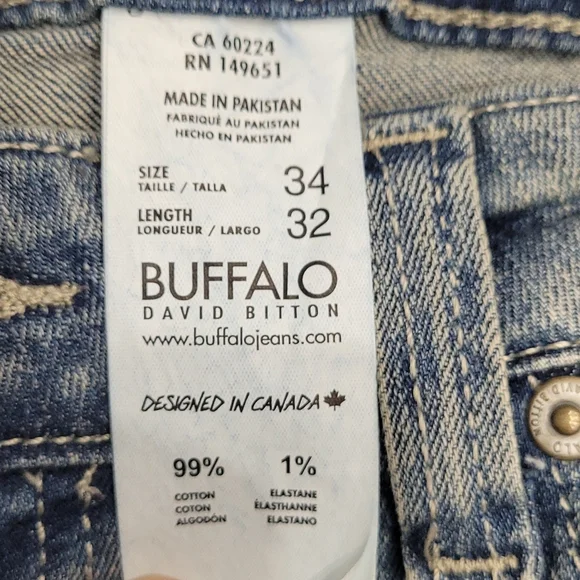 CA 60224
RN 149651
MADE IN PAKISTAN
FABRIQUÉ AU PAKISTAN
HECHO EN PAKISTAN
SIZE 34
TAILLE / TALLA
LENGTH 32
LONGUEUR / LARGO
BUFFALO
DAVID BITTON
www.buffalojeans.com
DESIGNED IN CANADA
99% 1%
COTTON ELASTANE
COTON ÉLASTHANNE
ALGODÓN ELASTANO